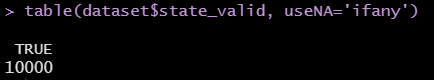 > table(dataset$state_valid, useNA='ifany')
TRUE
10000